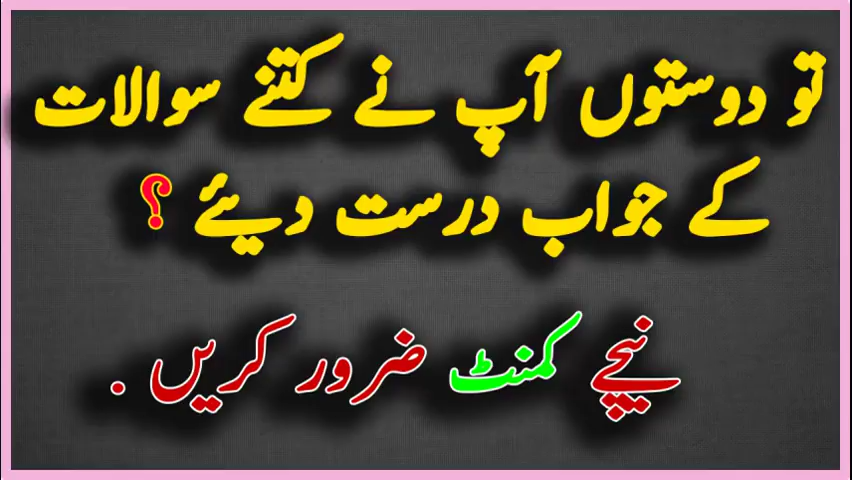 تو دوستوں آپ نے کتنے سوالات
کے جواب درست دیئے ؟
نیچے کمنٹ ضرور کریں .